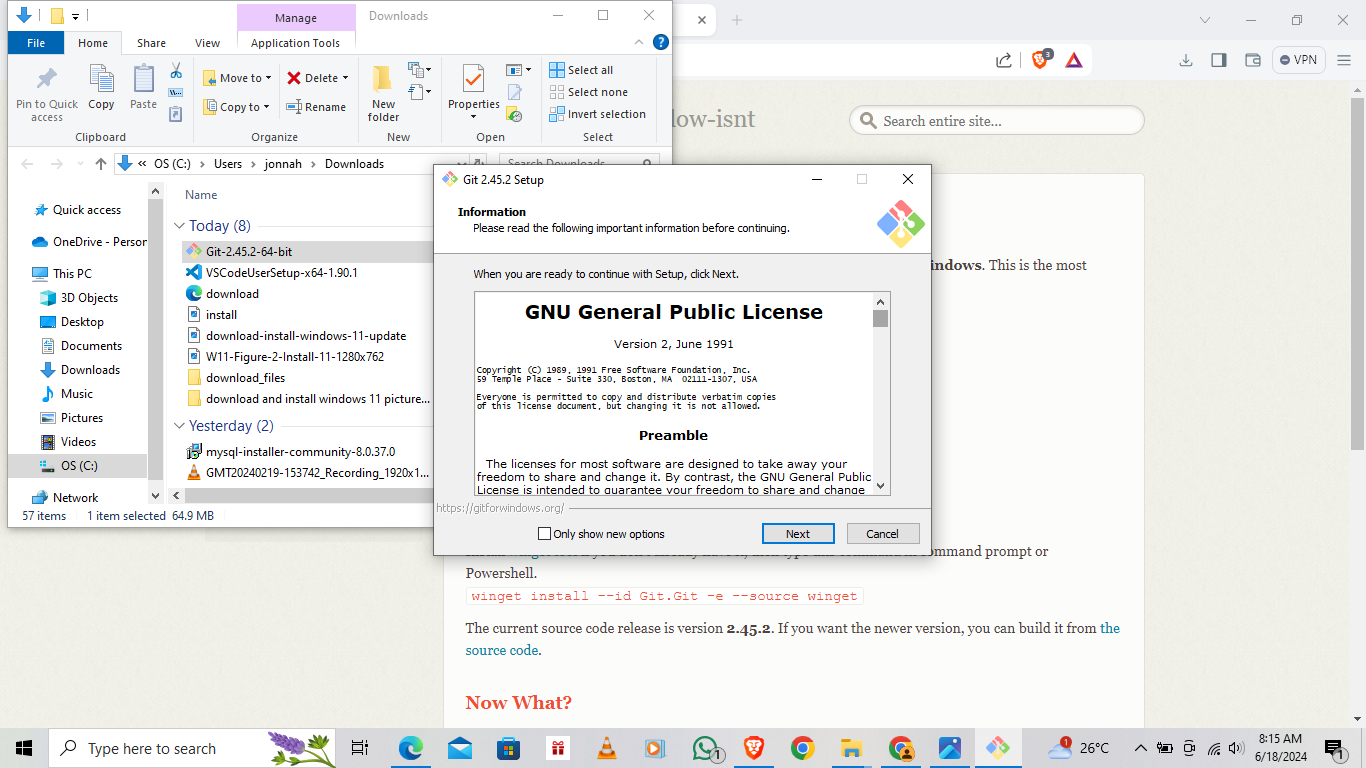 Manage
Downloads
File
Home
Share
View
Application Tools
Pin to Quick access
Copy
Paste
Clipboard
Move to
Copy to
Delete
Rename
Organize
New folder
New
Properties
Open
Select all
Select none
Invert selection
Select
« OS (C:) › Users › jonnah › Downloads
Search Downloads
Quick access
OneDrive - Person
This PC
3D Objects
Desktop
Documents
Downloads
Music
Pictures
Videos
OS (C:)
Network
Name
Today (8)
Git-2.45.2-64-bit
VSCodeUserSetup-x64-1.90.1
download
install
download-install-windows-11-update
W11-Figure-2-Install-11-1280x762
download_files
download and install windows 11 picture...
Yesterday (2)
mysql-installer-community-8.0.37.0
GMT20240219-153742_Recording_1920x1...
57 items
1 item selected 64.9 MB
Git 2.45.2 Setup
Information
Please read the following important information before continuing.
When you are ready to continue with Setup, click Next.
GNU General Public License
Version 2, June 1991
Copyright (C) 1989, 1991 Free Software Foundation, Inc.
59 Temple Place - Suite 330, Boston, MA 02111-1307, USA
Everyone is permitted to copy and distribute verbatim copies
of this license document, but changing it is not allowed.
Preamble
The licenses for most software are designed to take away your
freedom to share and change it. By contrast, the GNU General Public
License is intended to guarantee your freedom to share and change
https://gitforwindows.org/
Only show new options
Next
Cancel
3
VPN
low-isnt
Search entire site...
indows. This is the most
command prompt or
Powershell.
winget install --id Git.Git -e --source winget
The current source code release is version 2.45.2. If you want the newer version, you can build it from the
source code.
Now What?
Type here to search
1
1
26°C
8:15 AM
6/18/2024
1